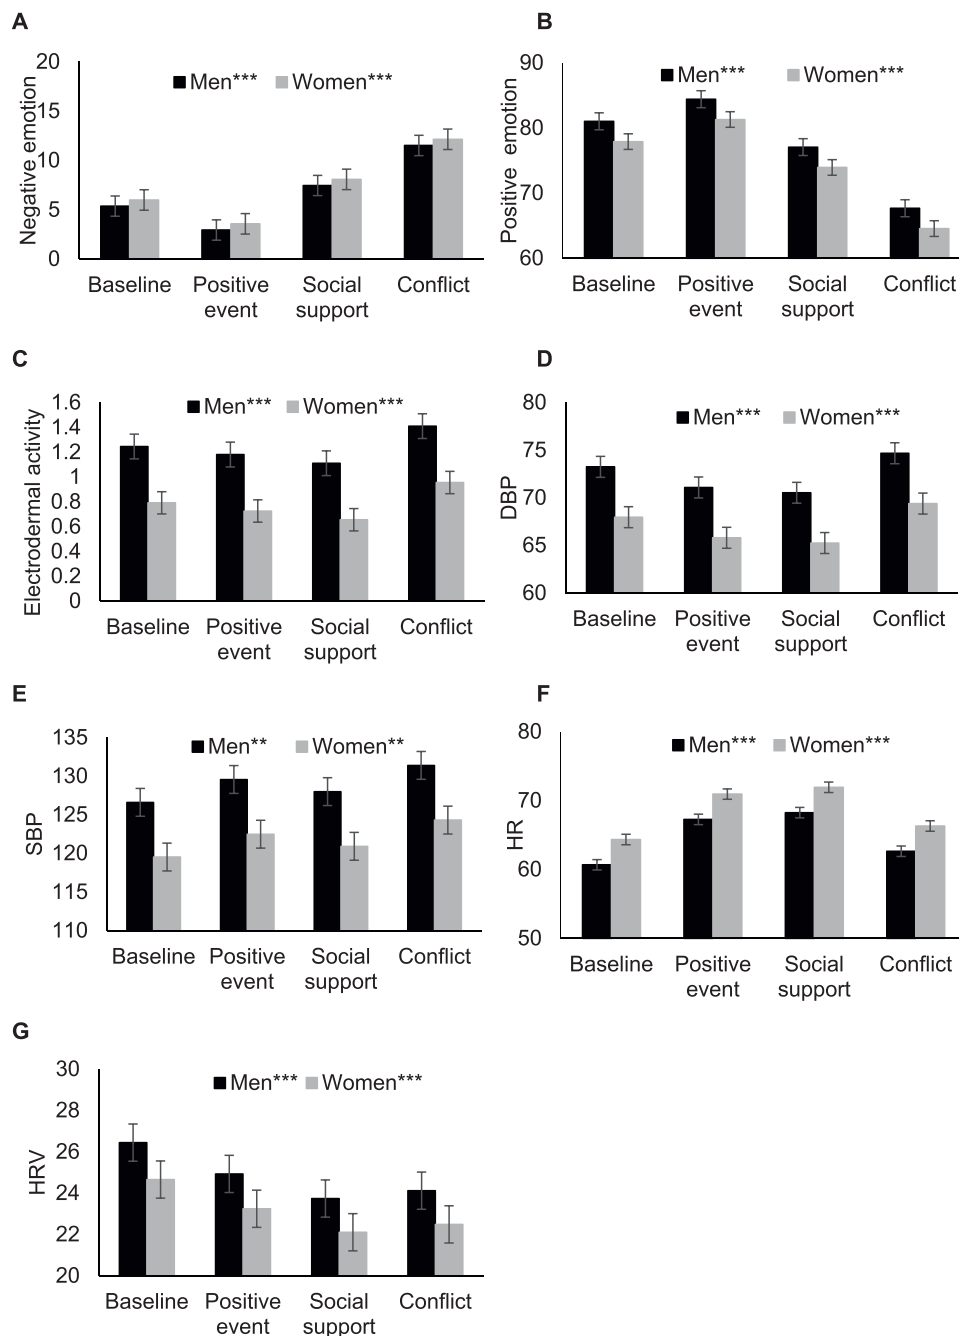 A
Negative emotion
20
15
10
5
0
Men*** Women***
Baseline Positive Social Conflict
event support
B
Positive emotion
90
80
70
60
Men*** Women***
Baseline Positive Social Conflict
event support
C
Electrodermal activity
1.6
1.4
1.2
1
0.8
0.6
0.4
0.2
0
Men*** Women***
Baseline Positive Social Conflict
event support
D
DBP
80
75
70
65
60
Men*** Women***
Baseline Positive Social Conflict
event support
E
SBP
135
130
125
120
115
110
Men** Women**
Baseline Positive Social Conflict
event support
F
HR
80
70
60
50
Men*** Women***
Baseline Positive Social Conflict
event support
G
HRV
30
28
26
24
22
20
Men*** Women***
Baseline Positive Social Conflict
event support